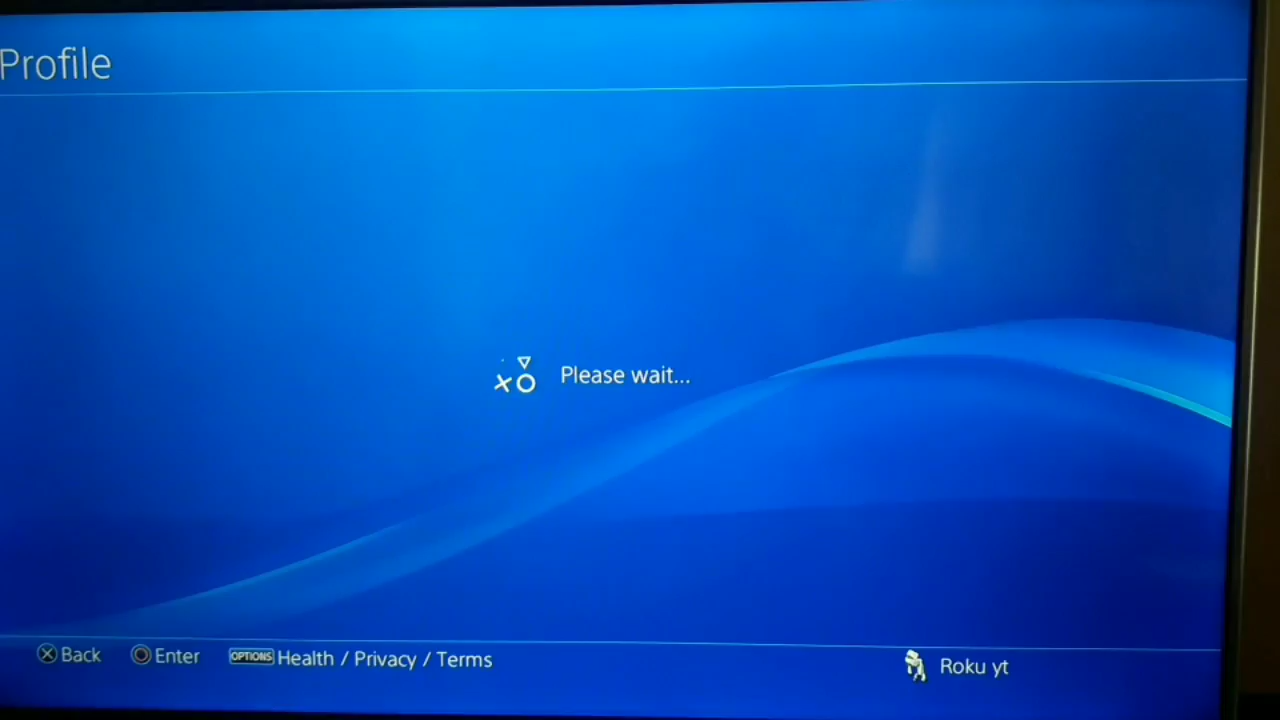 Profile
Please wait...
Back Enter OPTIONS Health / Privacy / Terms
Roku yt